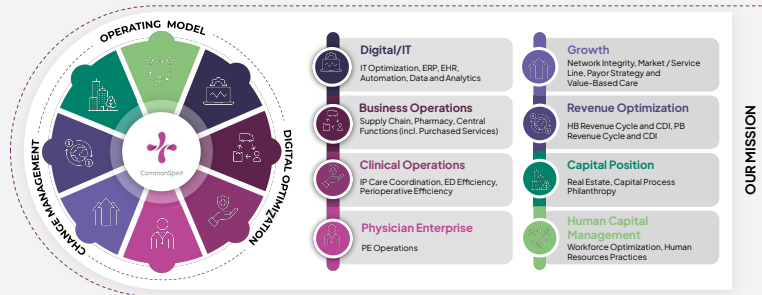 OPERATING MODEL
CHANGE MANAGEMENT
DIGITAL OPTIMIZATION
CommonSpirit
Digital/IT
IT Optimization, ERP, EHR,
Automation, Data and Analytics
Business Operations
Supply Chain, Pharmacy, Central
Functions (incl. Purchased Services)
Clinical Operations
IP Care Coordination, ED Efficiency,
Perioperative Efficiency
Physician Enterprise
PE Operations
Growth
Network Integrity, Market / Service
Line, Payor Strategy and
Value-Based Care
Revenue Optimization
HB Revenue Cycle and CDI, PB
Revenue Cycle and CDI
Capital Position
Real Estate, Capital Process
Philanthropy
Human Capital
Management
Workforce Optimization, Human
Resources Practices
OUR MISSION